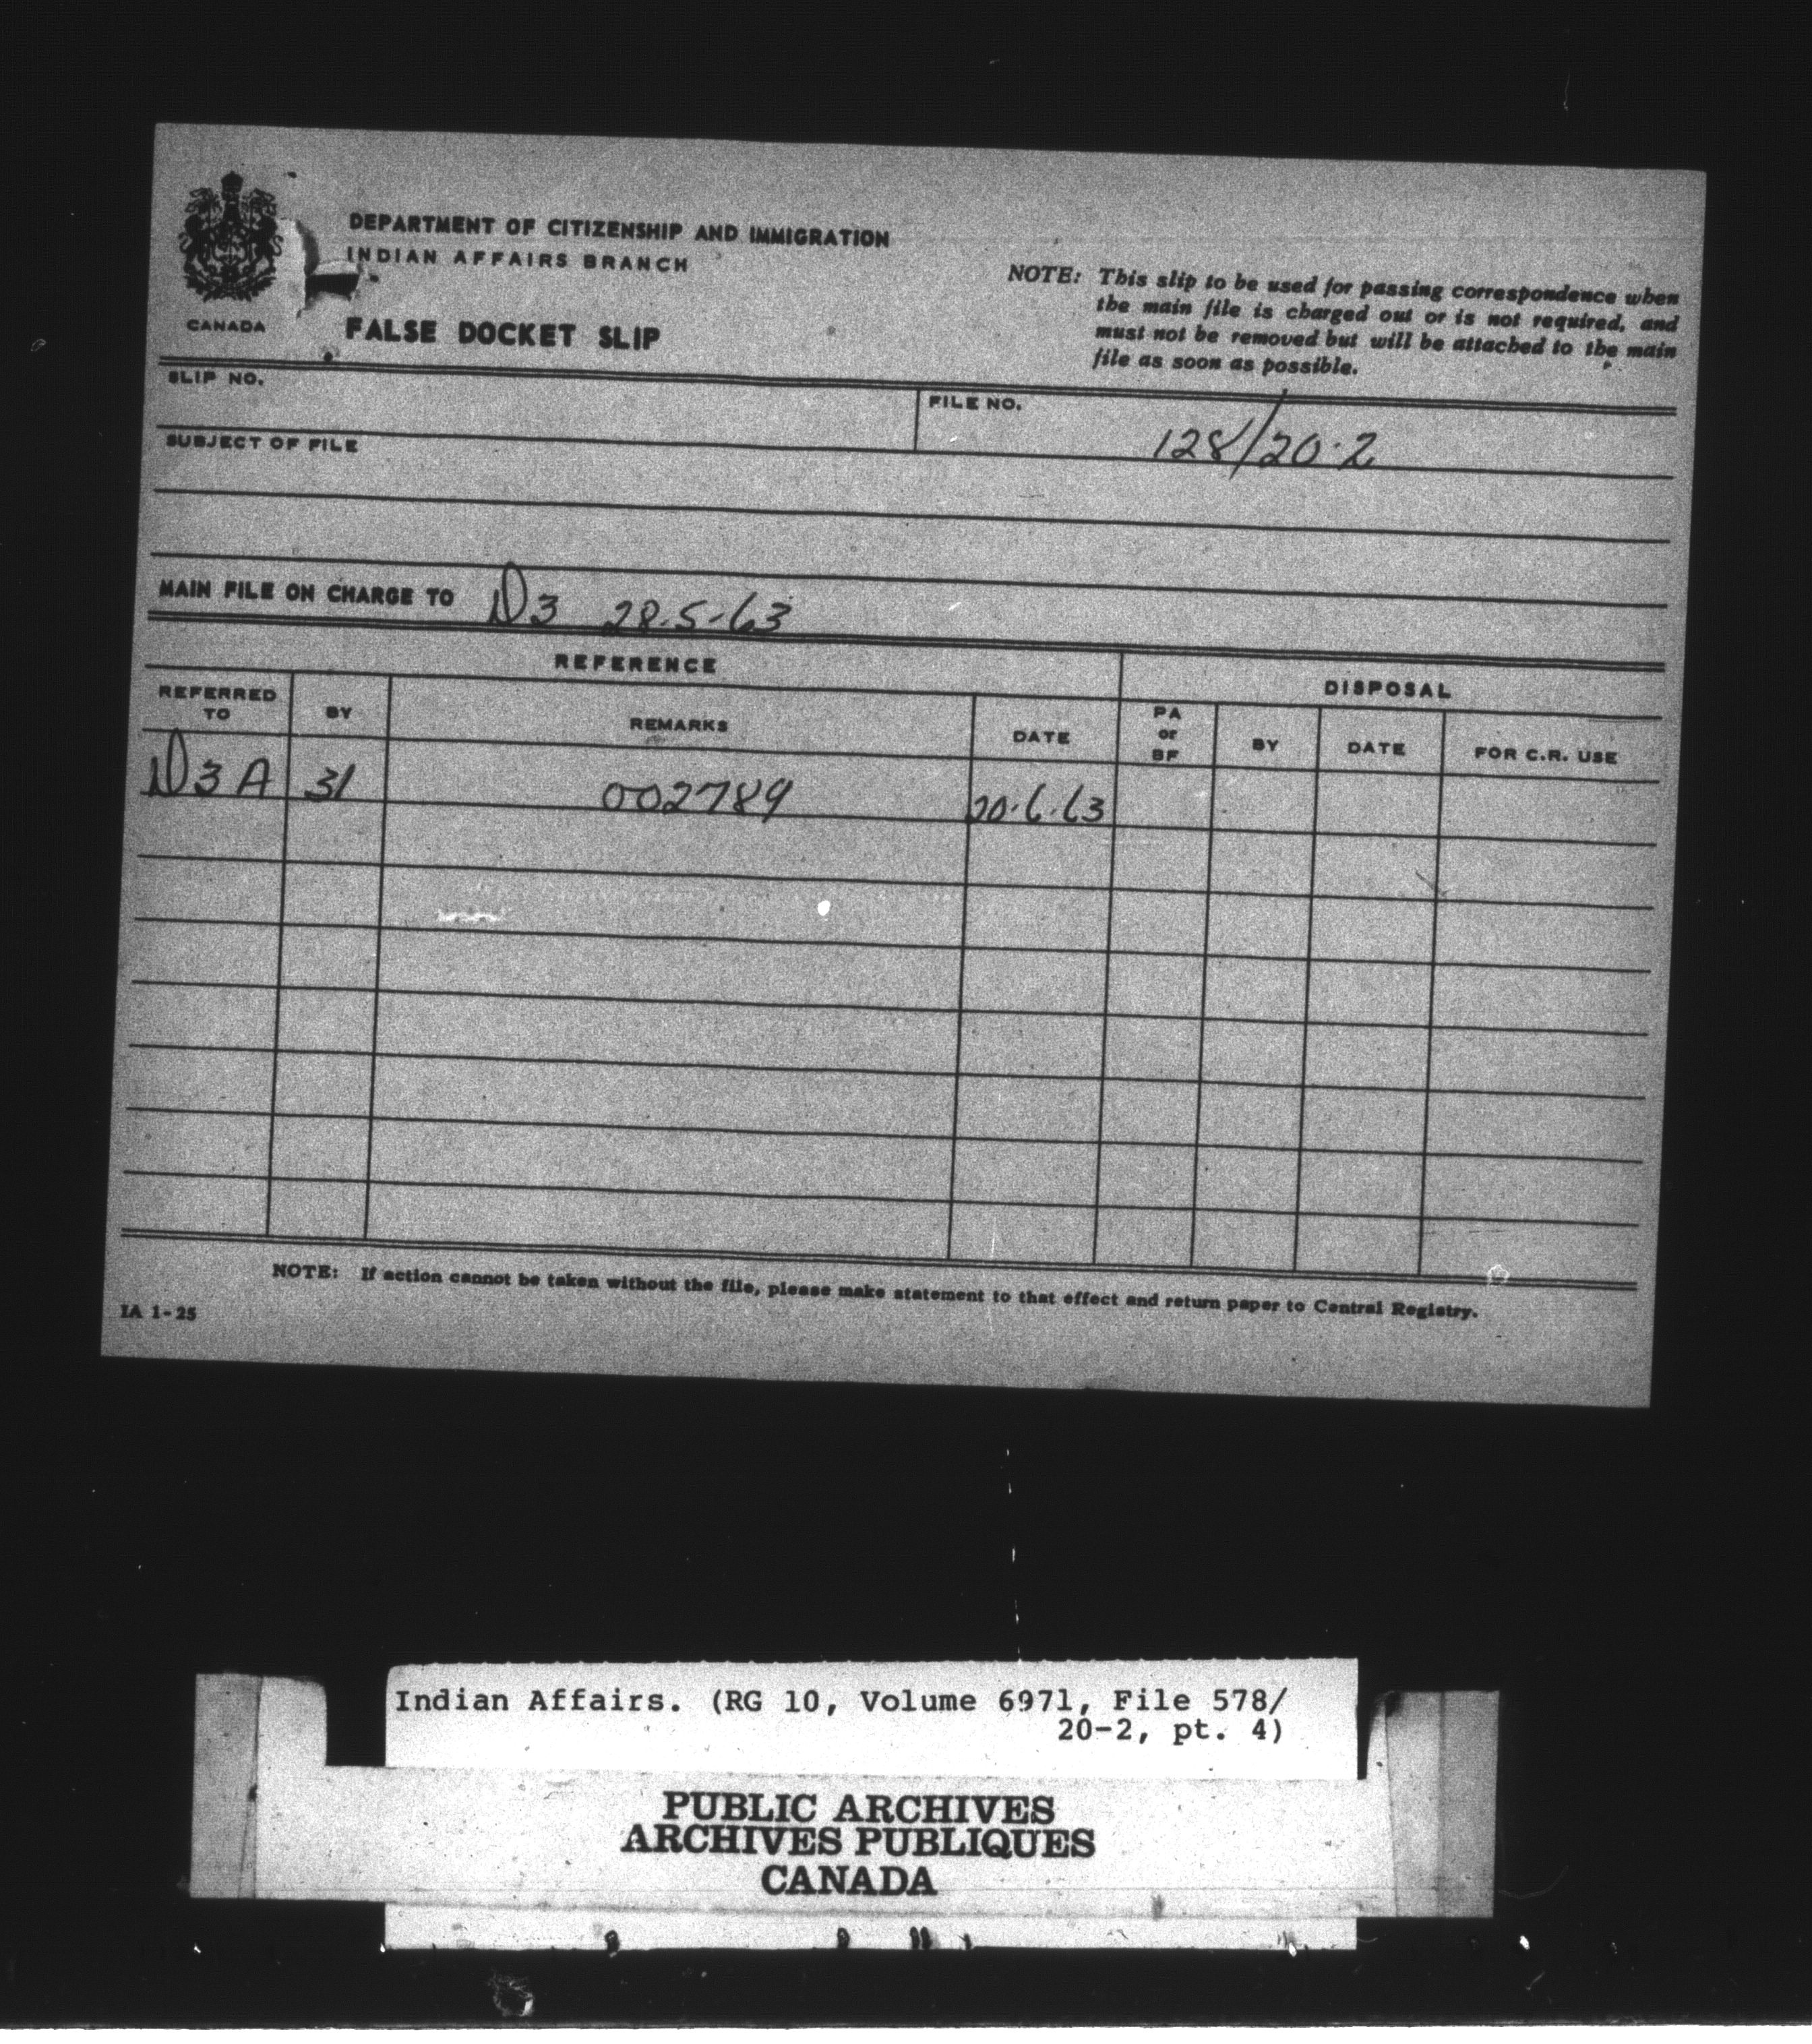 DEPARTMENT OF CITIZENSHIP AND IMMIGRATION
INDIAN AFFAIRS BRANCH
CANADA
FALSE DOCKET SLIP
NOTE: This slip to be used for passing correspondence when
the main file is charged out or is not required, and
must not be removed but will be attached to the main
file as soon as possible.
SLIP NO.
FILE NO. 128/20-2
SUBJECT OF FILE
MAIN FILE ON CHARGE TO D3 28-5-63
REFERENCE DISPOSAL
REFERRED TO BY REMARKS DATE PA or BF BY DATE FOR C.R. USE
D3A 31 002789 20.6.63
NOTE: If action cannot be taken without the file, please make statement to that effect and return paper to Central Registry.
IA 1-25
Indian Affairs. (RG 10, Volume 6971, File 578/
20-2, pt. 4)
PUBLIC ARCHIVES
ARCHIVES PUBLIQUES
CANADA